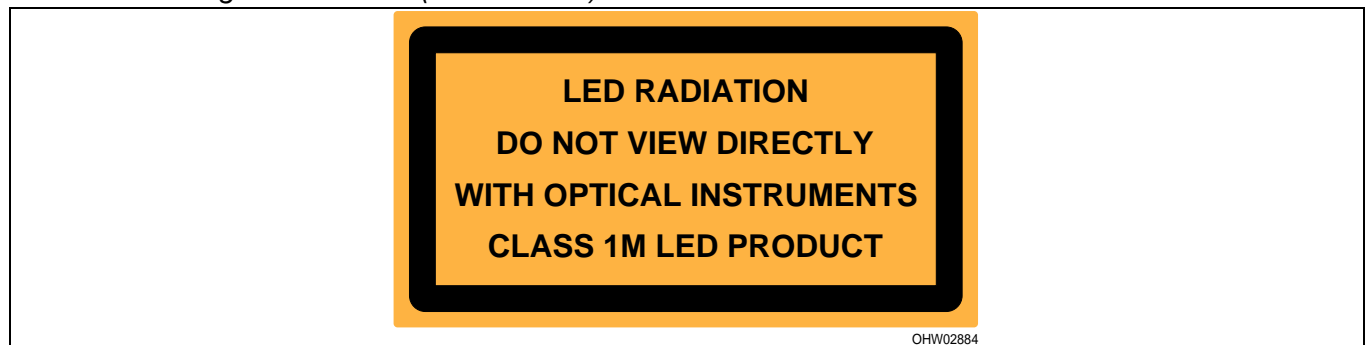 LED RADIATION
DO NOT VIEW DIRECTLY
WITH OPTICAL INSTRUMENTS
CLASS 1M LED PRODUCT
OHW02884